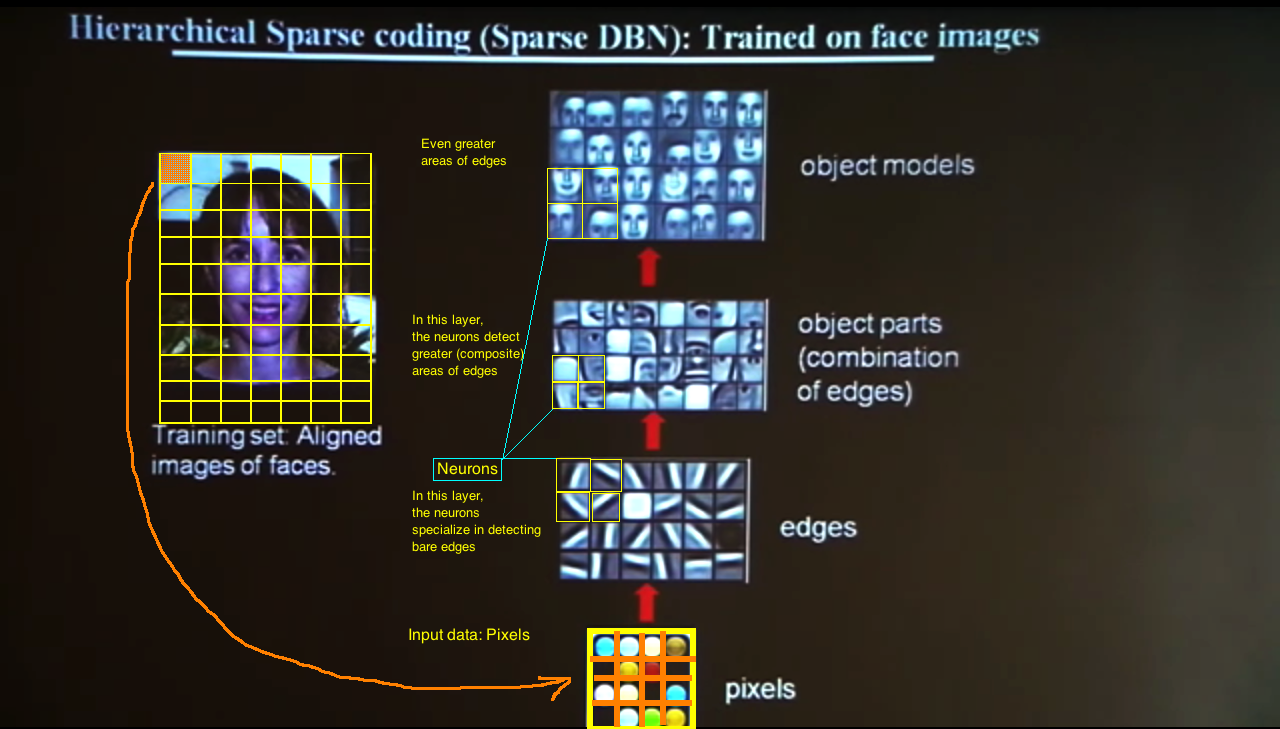 Hierarchical Sparse coding (Sparse DBN): Trained on face images
Even greater
areas of edges
object models
In this layer,
the neurons detect
greater (composite)
areas of edges
object parts
(combination
of edges)
Training set: Aligned
images of faces.
Neurons
In this layer,
the neurons
specialize in detecting
bare edges
edges
Input data: Pixels
pixels